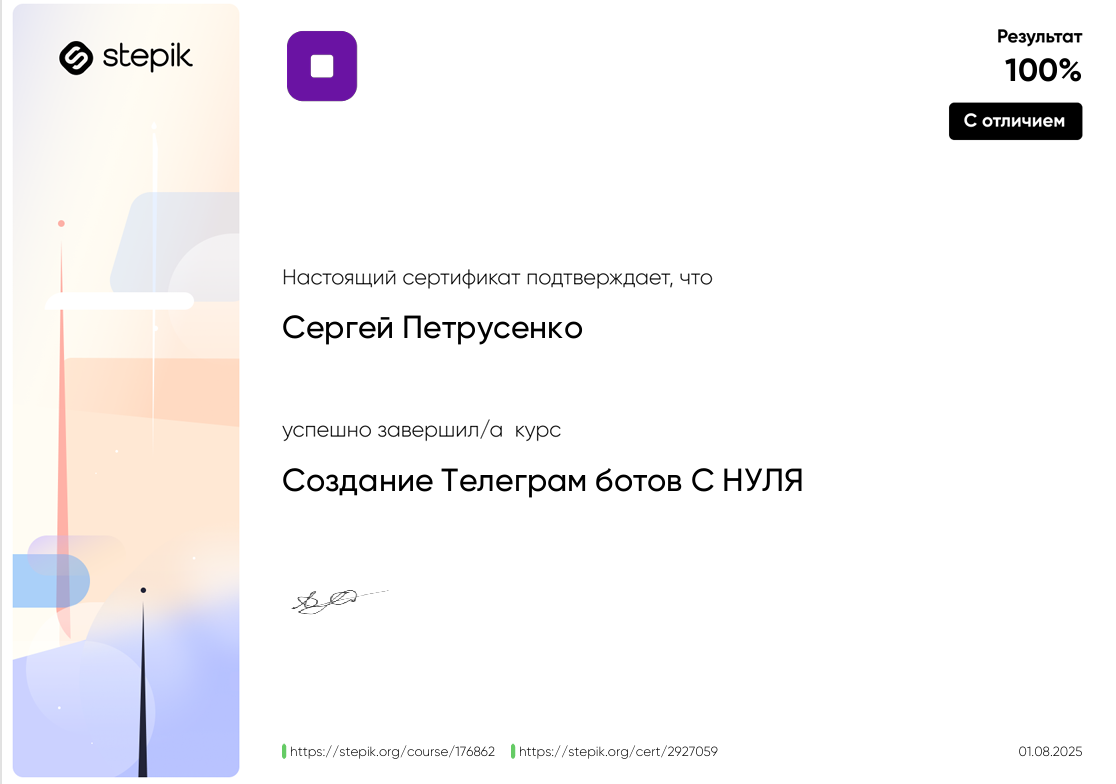 stepik
Результат
100%
С отличием
Настоящий сертификат подтверждает, что
Сергей Петрусенко
успешно завершил/а курс
Создание Телеграм ботов С НУЛЯ
https://stepik.org/course/176862 https://stepik.org/cert/2927059 01.08.2025